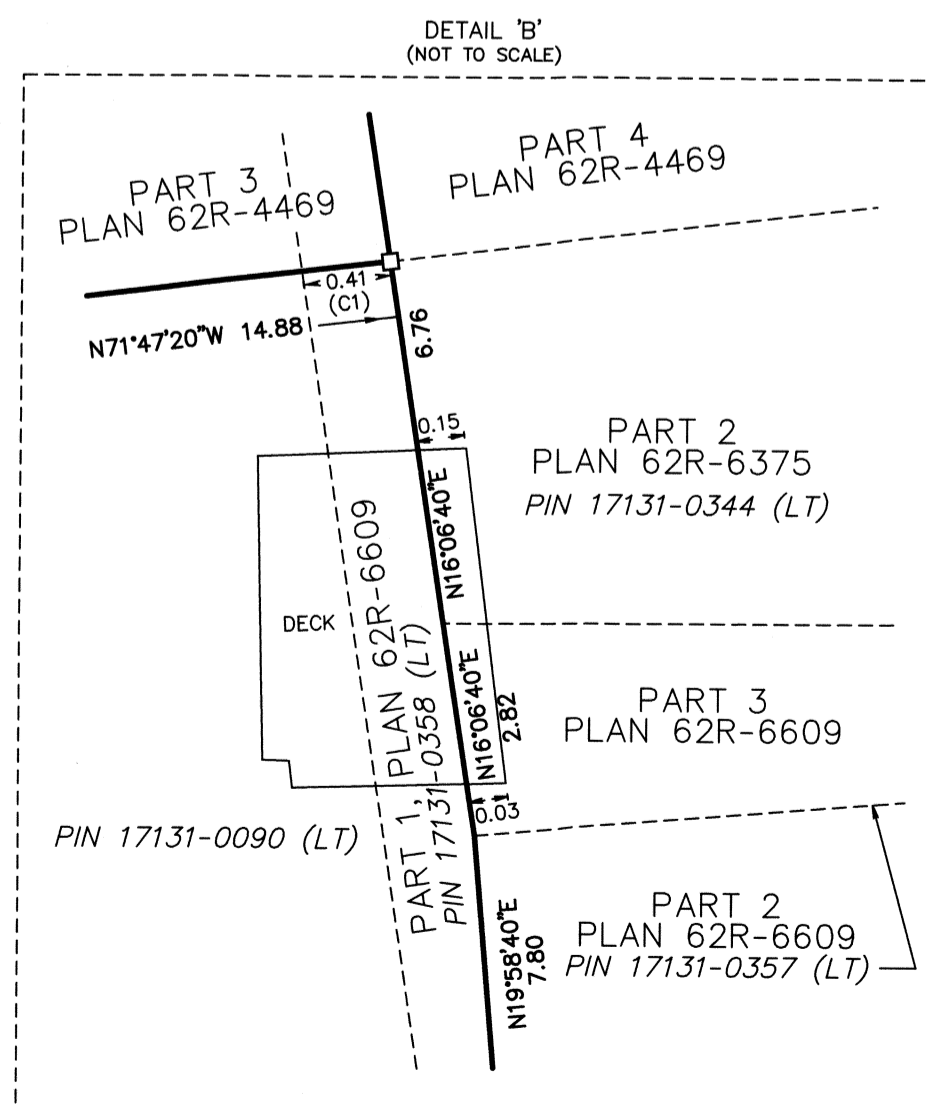 DETAIL 'B'
(NOT TO SCALE)
PART 3
PLAN 62R-4469
PART 4
PLAN 62R-4469
0.41
(C1)
N71°47'20"W 14.88
6.76
0.15
PART 2
PLAN 62R-6375
PIN 17131-0344 (LT)
N16°06'40"E
DECK
PART 1, PLAN 62R-6609
PIN 17131-0358 (LT)
N16°06'40"E
2.82
PART 3
PLAN 62R-6609
0.03
PIN 17131-0090 (LT)
N19°58'40"E
7.80
PART 2
PLAN 62R-6609
PIN 17131-0357 (LT)